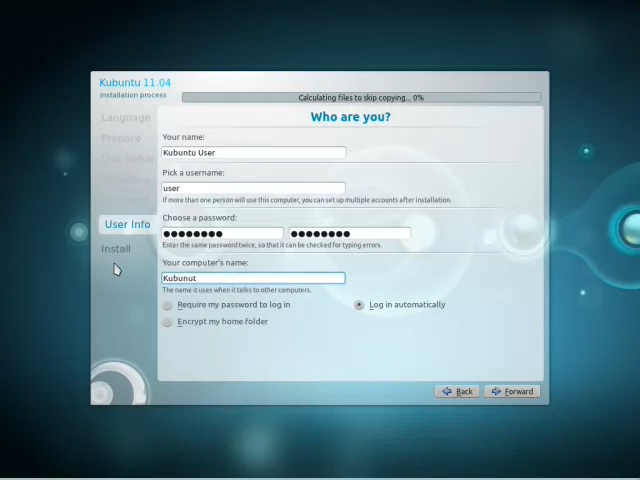 Kubuntu 11.04
Installation process
Calculating files to skip copying... 0%
Language
Prepare
Disc Setup
Timezone
User Info
Install
Who are you?
Your name:
Kubuntu User
Pick a username:
user
If more than one person will use this computer, you can set up multiple accounts after installation.
Choose a password:
●●●●●●●● ●●●●●●●●
Enter the same password twice, so that it can be checked for typing errors.
Your computer's name:
Kubunut
The name it uses when it talks to other computers.
Require my password to log in
Log in automatically
Encrypt my home folder
Back
Forward